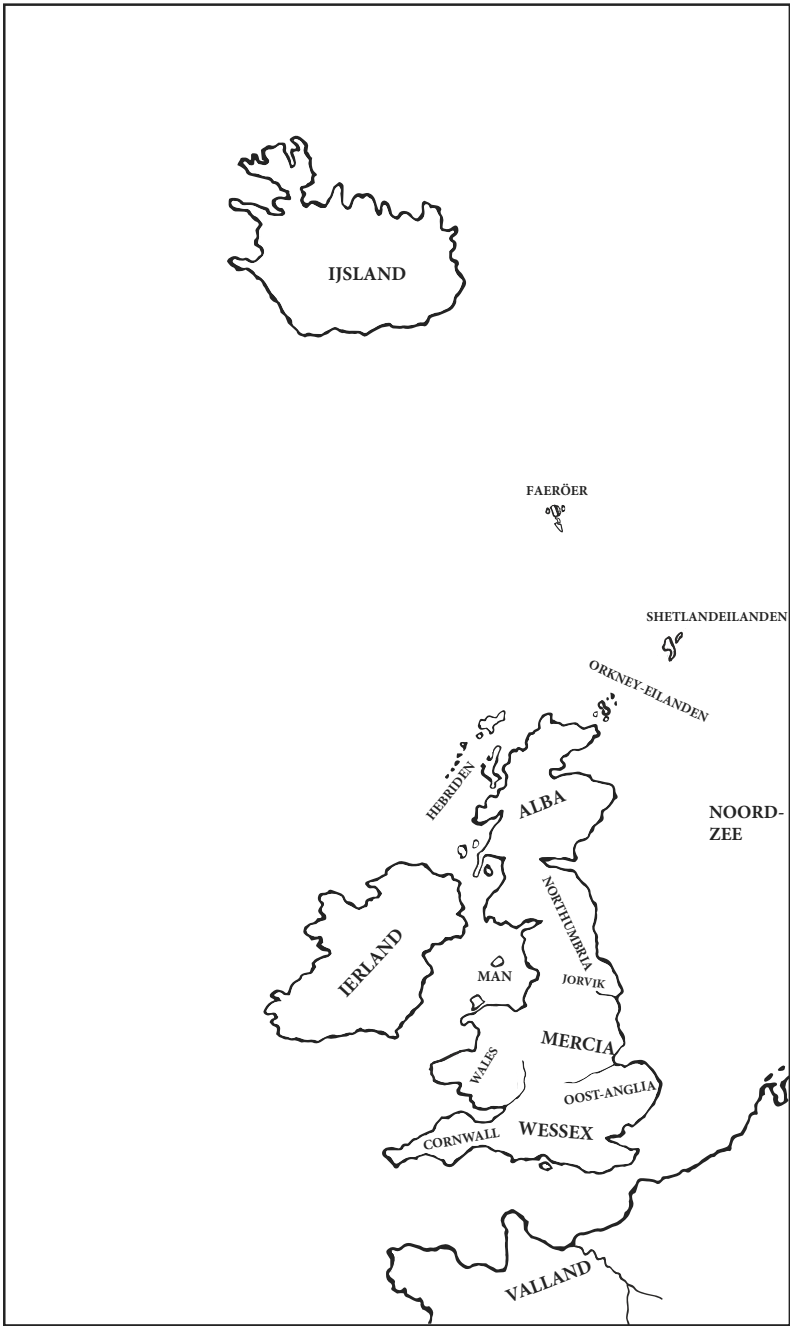 IJSLAND
FAERÖER
SHETLANDEILANDEN
ORKNEY-EILANDEN
HEBRIDEN
ALBA
NOORD-
ZEE
NORTHUMBRIA
IERLAND
MAN
JORVIK
MERCIA
WALES
OOST-ANGLIA
CORNWALL
WESSEX
VALLAND